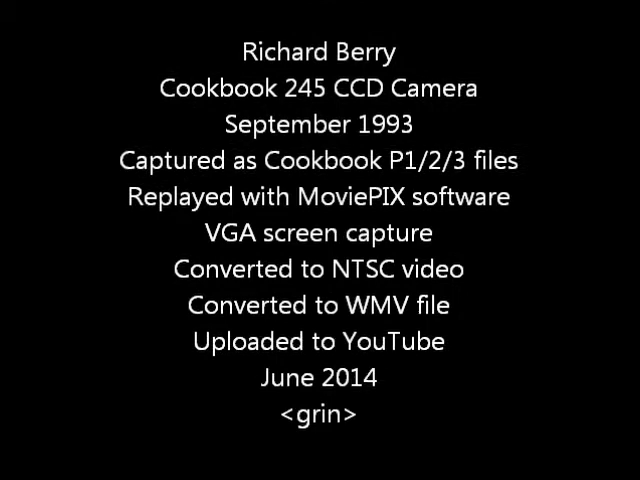 Richard Berry
Cookbook 245 CCD Camera
September 1993
Captured as Cookbook P1/2/3 files
Replayed with MoviePIX software
VGA screen capture
Converted to NTSC video
Converted to WMV file
Uploaded to YouTube
June 2014
<grin>